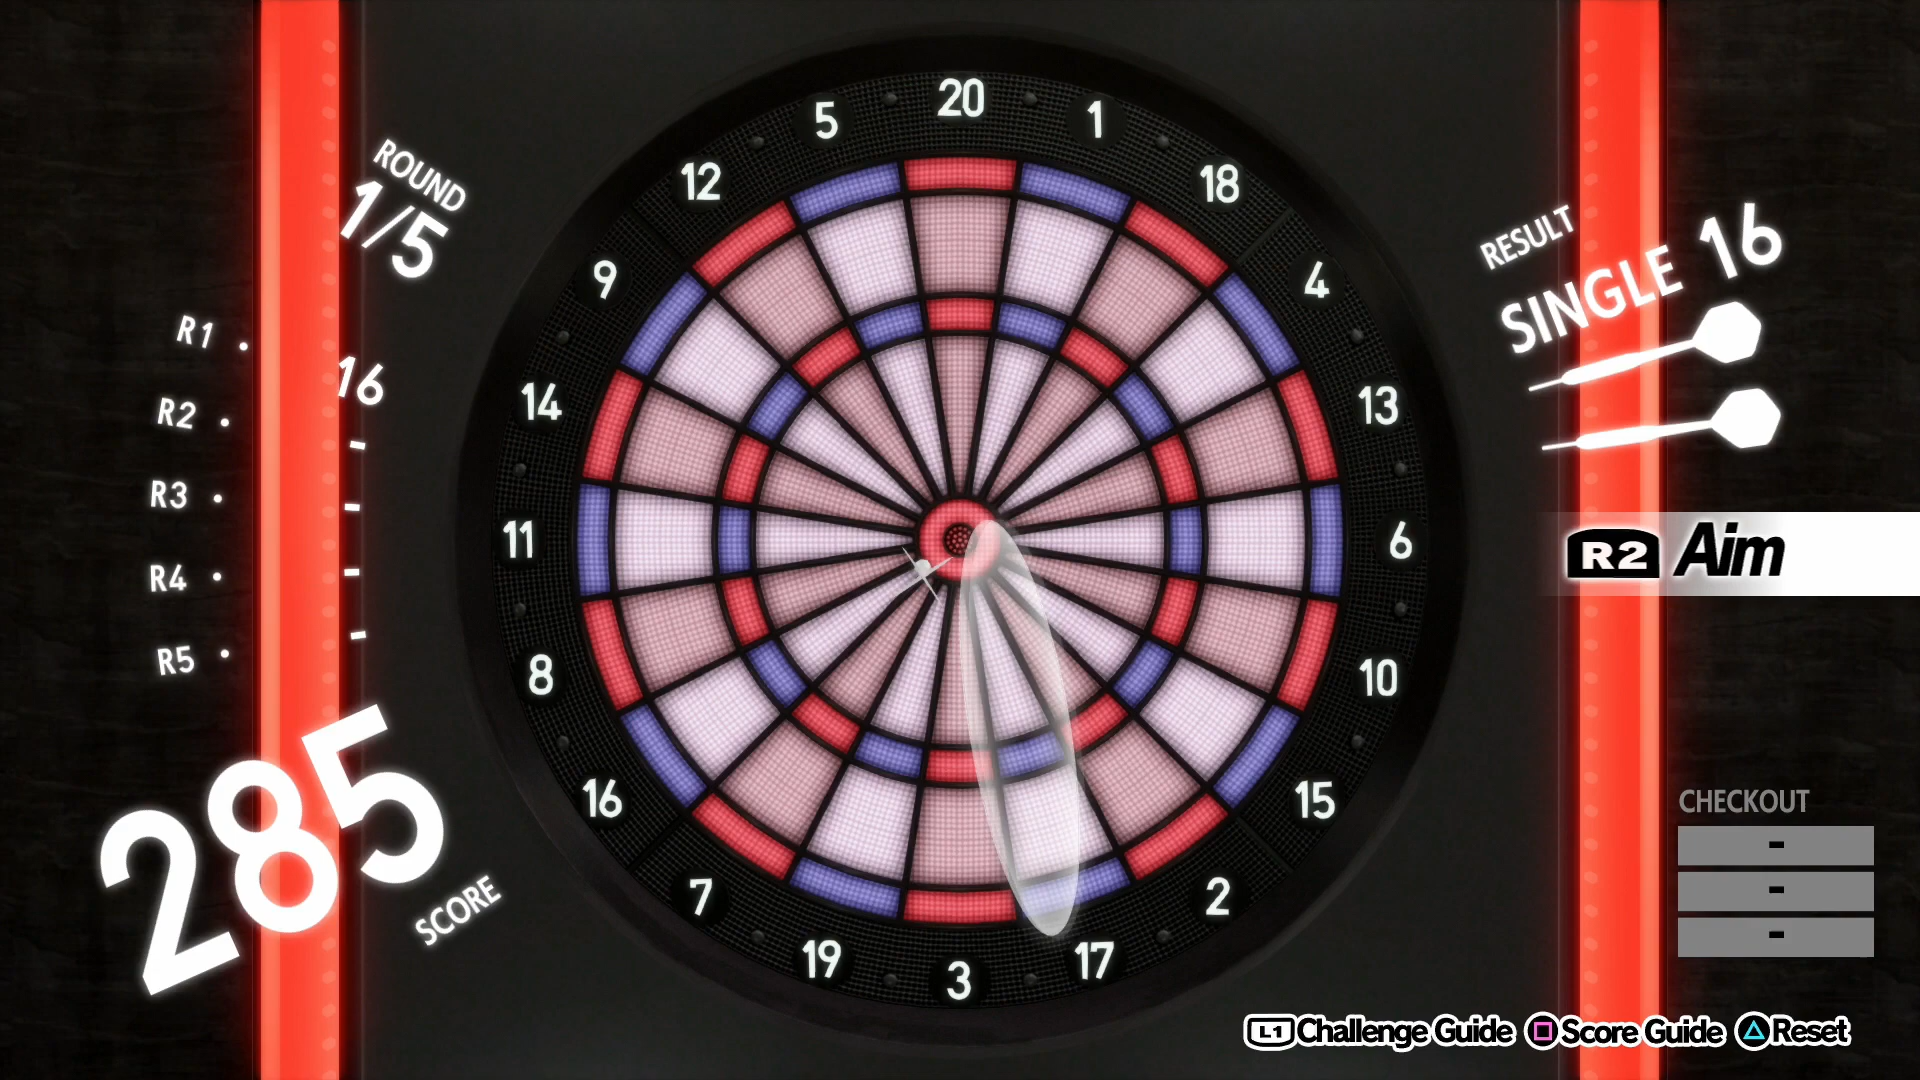 ROUND
1/5
R1 . 16
R2 . -
R3 . -
R4 . -
R5 . -
285
SCORE
20
1
18
4
13
6
10
15
2
17
3
19
7
16
8
11
14
9
12
5
RESULT
SINGLE 16
R2 Aim
CHECKOUT
-
-
-
L1 Challenge Guide Score Guide Reset